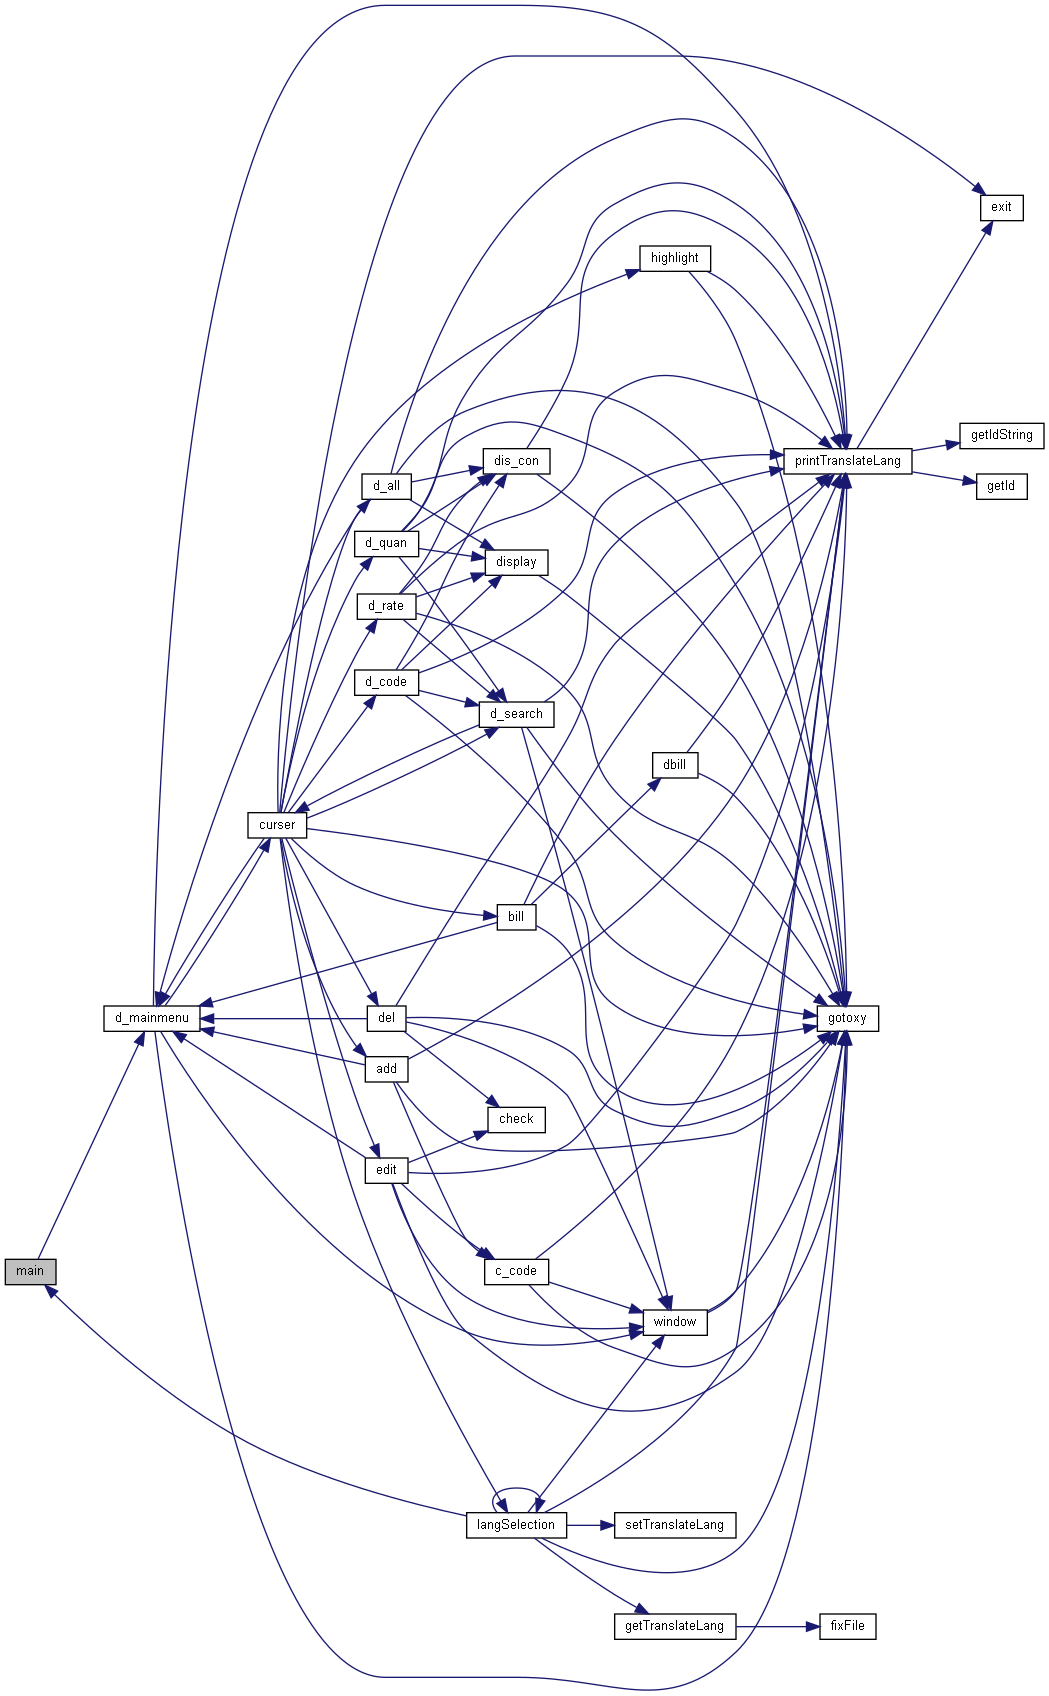 exit
highlight
getIdString
printTranslateLang
dis_con
d_all
getId
d_quan
display
d_rate
d_code
d_search
dbill
curser
bill
d_mainmenu
del
gotoxy
add
check
edit
main
c_code
window
langSelection
setTranslateLang
getTranslateLang
fixFile